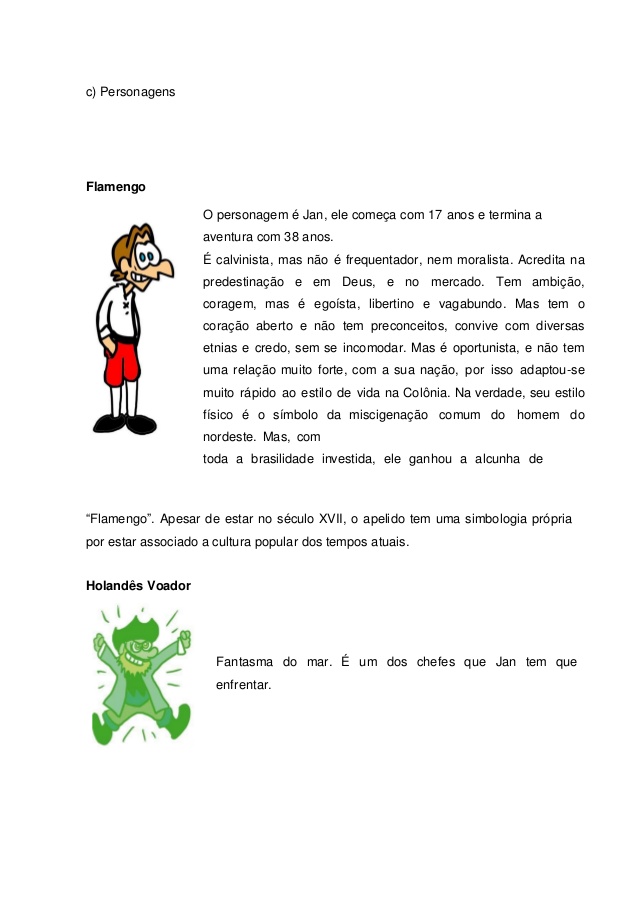 c) Personagens
Flamengo
O personagem é Jan, ele começa com 17 anos e termina a
aventura com 38 anos.
É calvinista, mas não é frequentador, nem moralista. Acredita na
predestinação e em Deus, e no mercado. Tem ambição,
coragem, mas é egoísta, libertino e vagabundo. Mas tem o
coração aberto e não tem preconceitos, convive com diversas
etnias e credo, sem se incomodar. Mas é oportunista, e não tem
uma relação muito forte, com a sua nação, por isso adaptou-se
muito rápido ao estilo de vida na Colônia. Na verdade, seu estilo
físico é o símbolo da miscigenação comum do homem do
nordeste. Mas, com
toda a brasilidade investida, ele ganhou a alcunha de
“Flamengo”. Apesar de estar no século XVII, o apelido tem uma simbologia própria
por estar associado a cultura popular dos tempos atuais.
Holandês Voador
Fantasma do mar. É um dos chefes que Jan tem que
enfrentar.